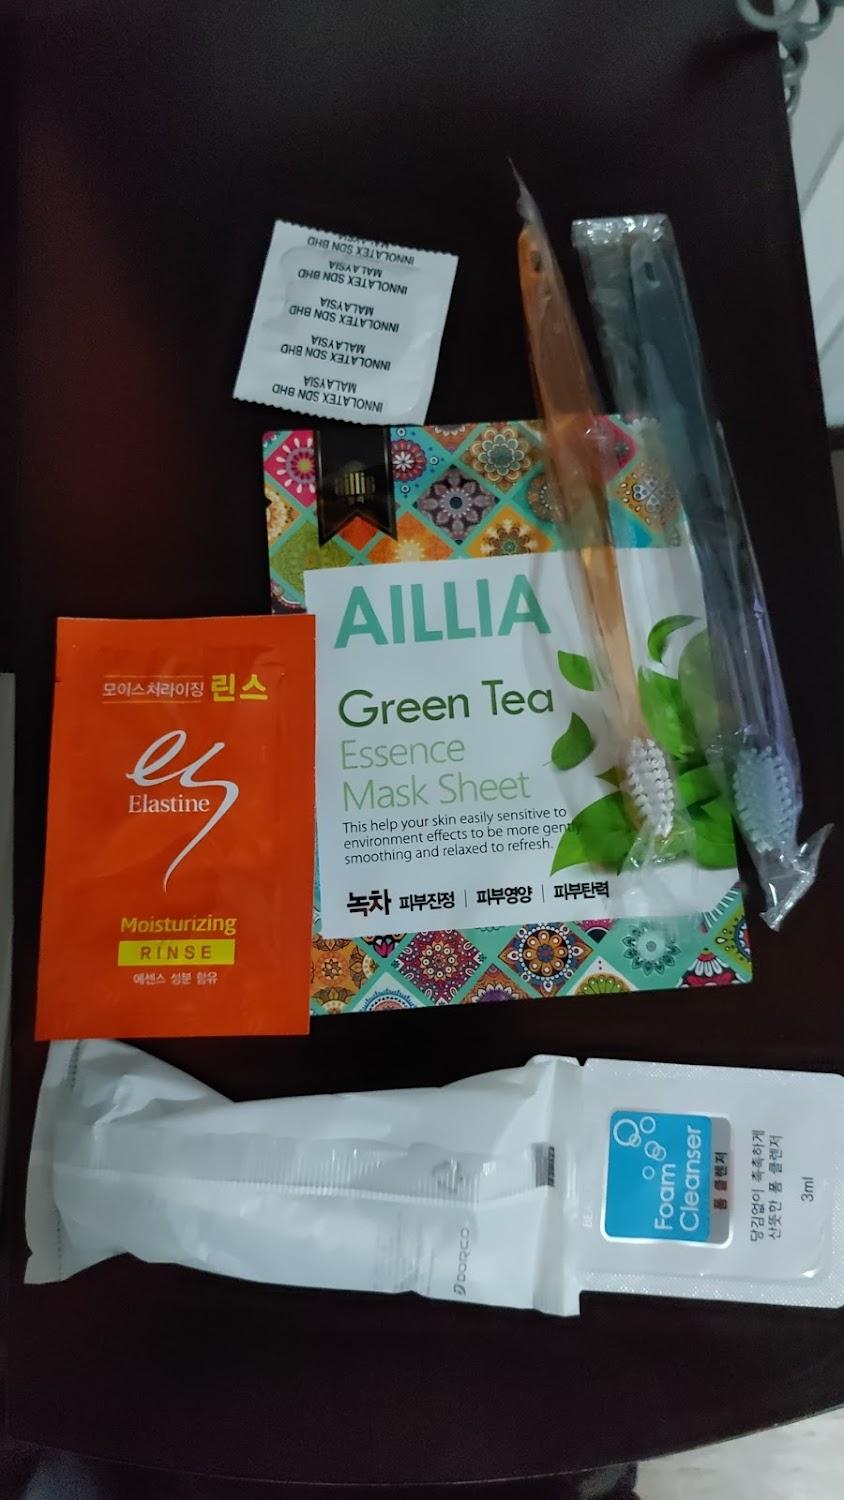 INNOLATEX SDN BHD
MALAYSIA
INNOLATEX SDN BHD
MALAYSIA
INNOLATEX SDN BHD
MALAYSIA
INNOLATEX SDN BHD
MALAYSIA
INNOLATEX SDN BHD
MALAYSIA
AILLIA
Green Tea
Essence
Mask Sheet
This help your skin easily sensitive to
environment effects to be more gently
smoothing and relaxed to refresh.
녹차 피부진정 | 피부영양 | 피부탄력
모이스처라이징 린스
es
Elastine
Moisturizing
RINSE
에센스 성분 함유
DORCO
Foam
Cleanser
폼 클렌저
당김없이 촉촉하게
산뜻한 폼 클렌저
3ml